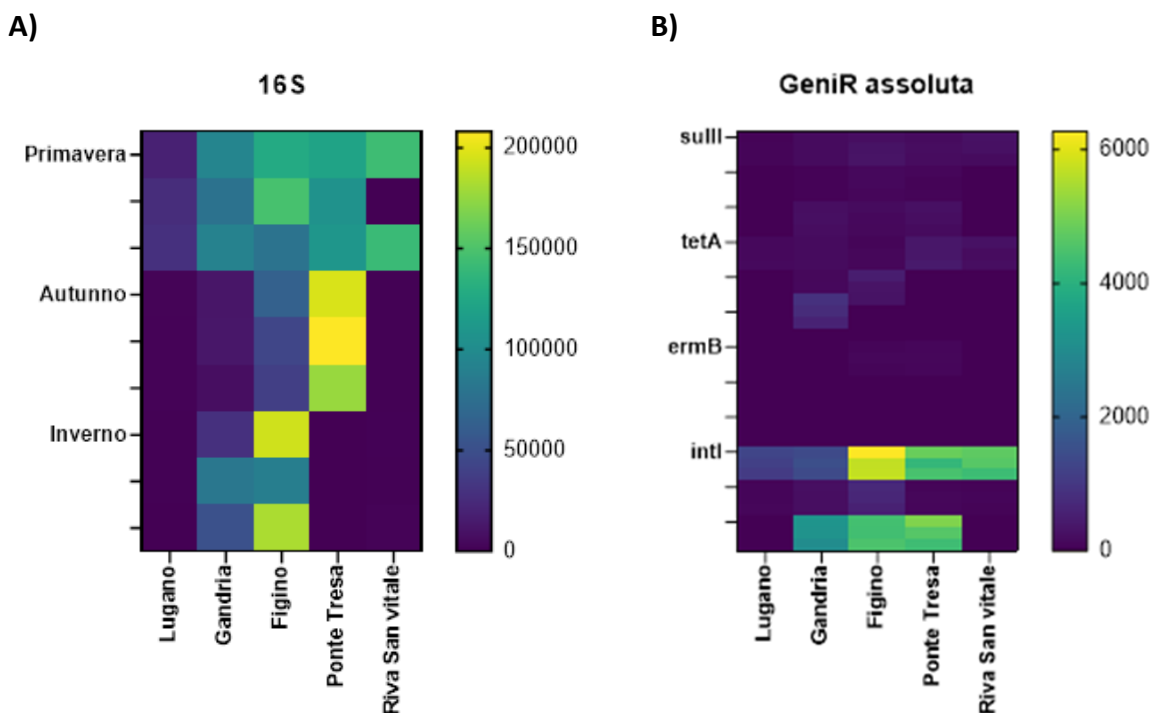 A)
B)
16S
GeniR assoluta
Primavera
Autunno
Inverno
200000
150000
100000
50000
0
Lugano
Gandria
Figino
Ponte Tresa
Riva San vitale
sulII
tetA
ermB
intI
6000
4000
2000
0
Lugano
Gandria
Figino
Ponte Tresa
Riva San vitale